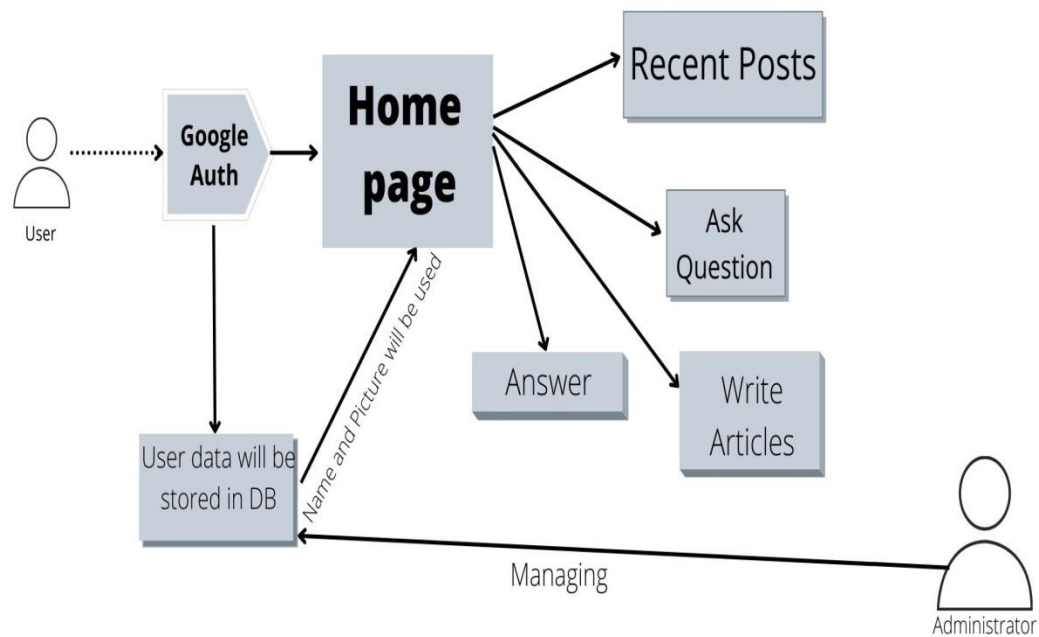 Recent Posts
Home
page
Google
Auth
User
Ask
Question
Name and Picture will be used
Answer
Write
Articles
User data will be
stored in DB
Managing
Administrator